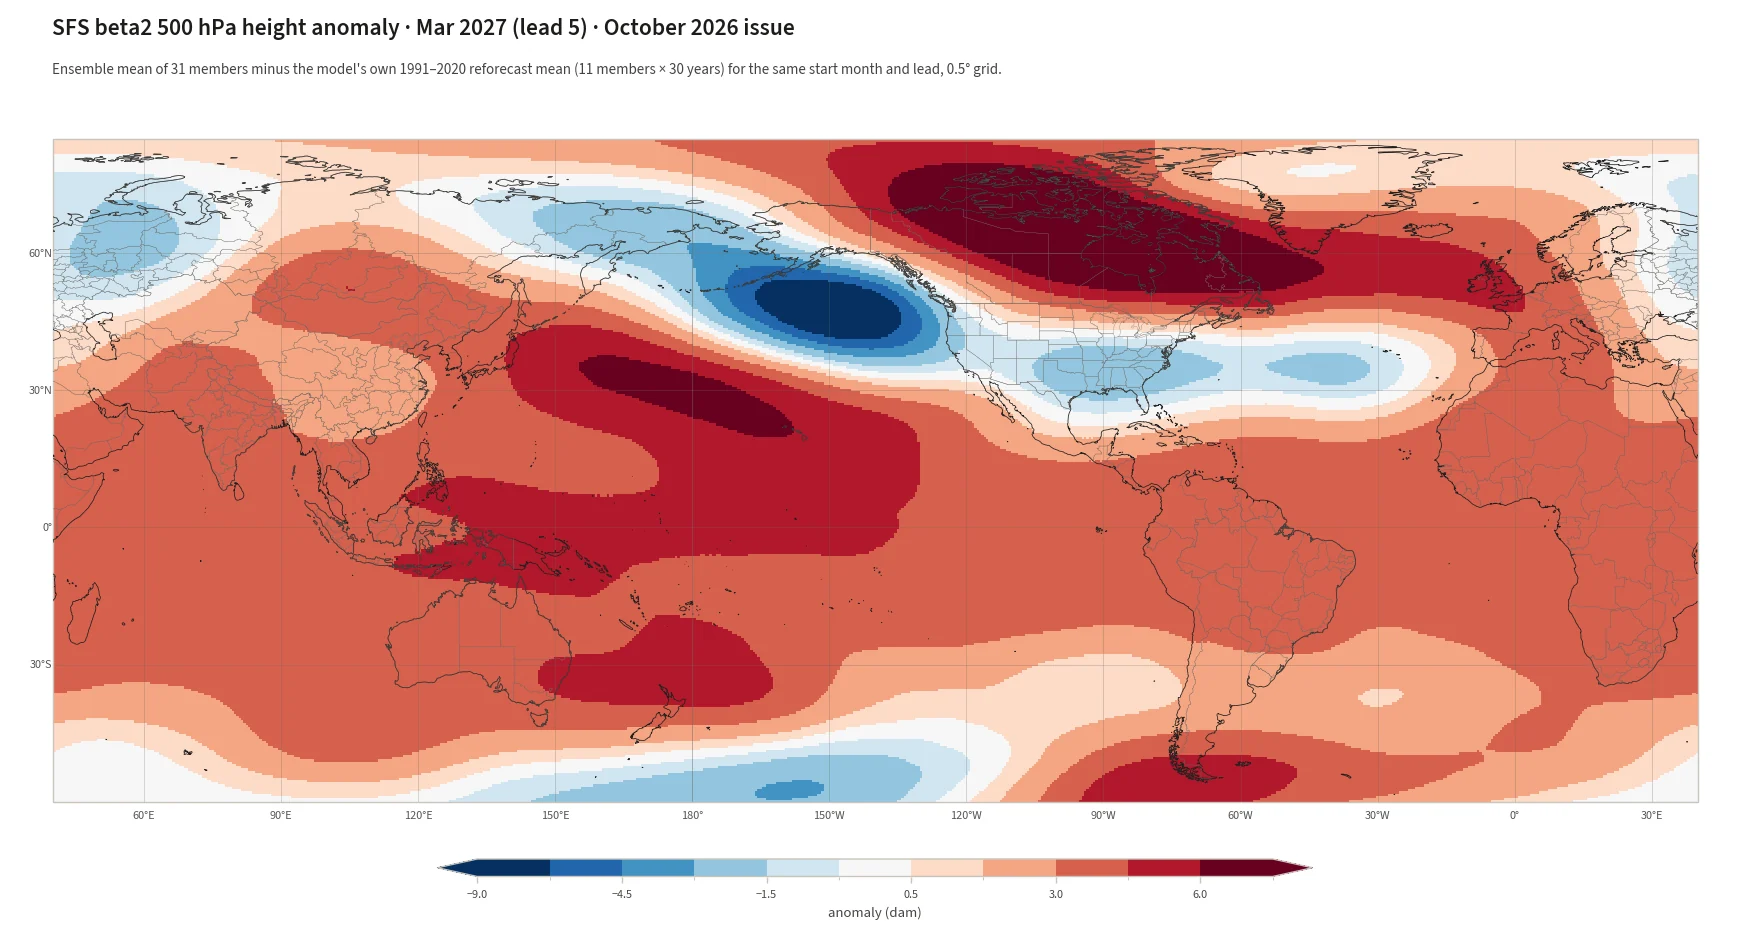 SFS beta2 500 hPa height anomaly · Mar 2027 (lead 5) · October 2026 issue
Ensemble mean of 31 members minus the model's own 1991–2020 reforecast mean (11 members × 30 years) for the same start month and lead, 0.5° grid.
60°N
30°N
0°
30°S
60°E 90°E 120°E 150°E 180° 150°W 120°W 90°W 60°W 30°W 0° 30°E
−9.0 −4.5 −1.5 0.5 3.0 6.0
anomaly (dam)